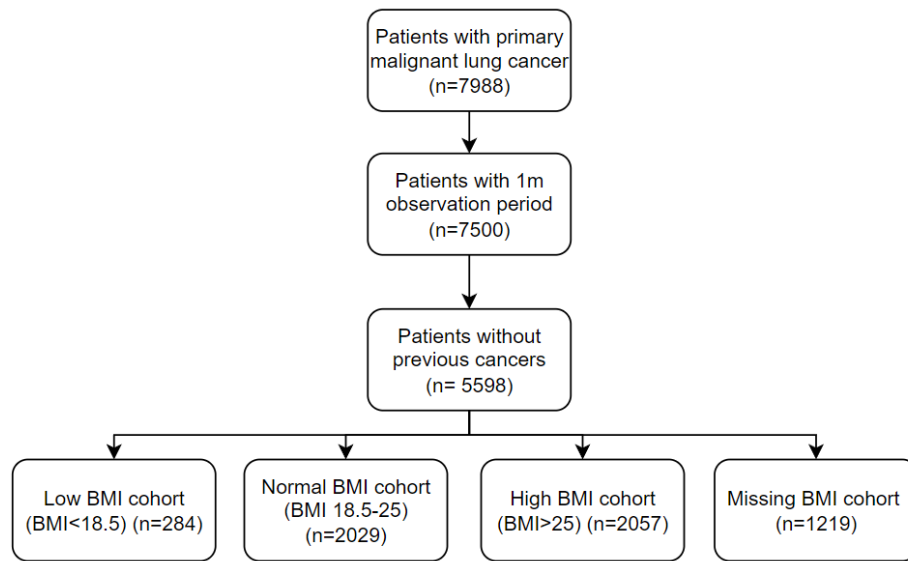 Patients with primary
malignant lung cancer
(n=7988)
Patients with 1m
observation period
(n=7500)
Patients without
previous cancers
(n= 5598)
Low BMI cohort
(BMI<18.5) (n=284)
Normal BMI cohort
(BMI 18.5-25)
(n=2029)
High BMI cohort
(BMI>25) (n=2057)
Missing BMI cohort
(n=1219)